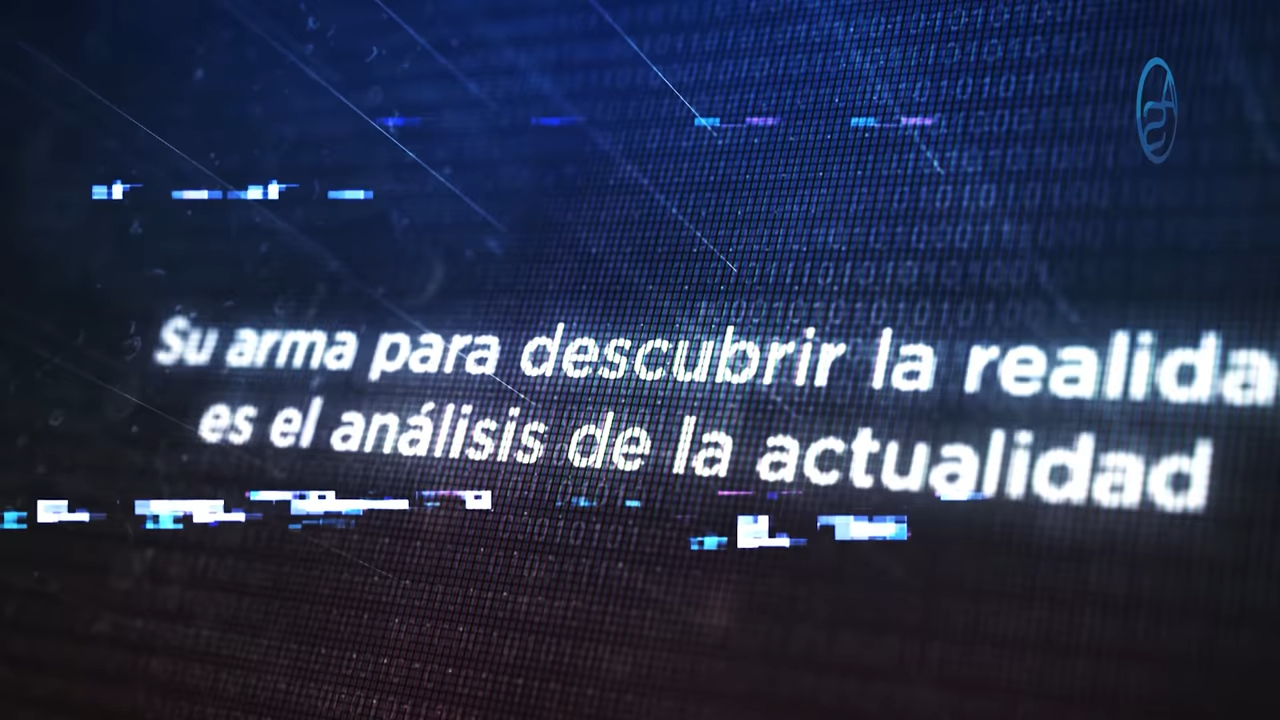 Su arma para descubrir la realida
es el análisis de la actualidad